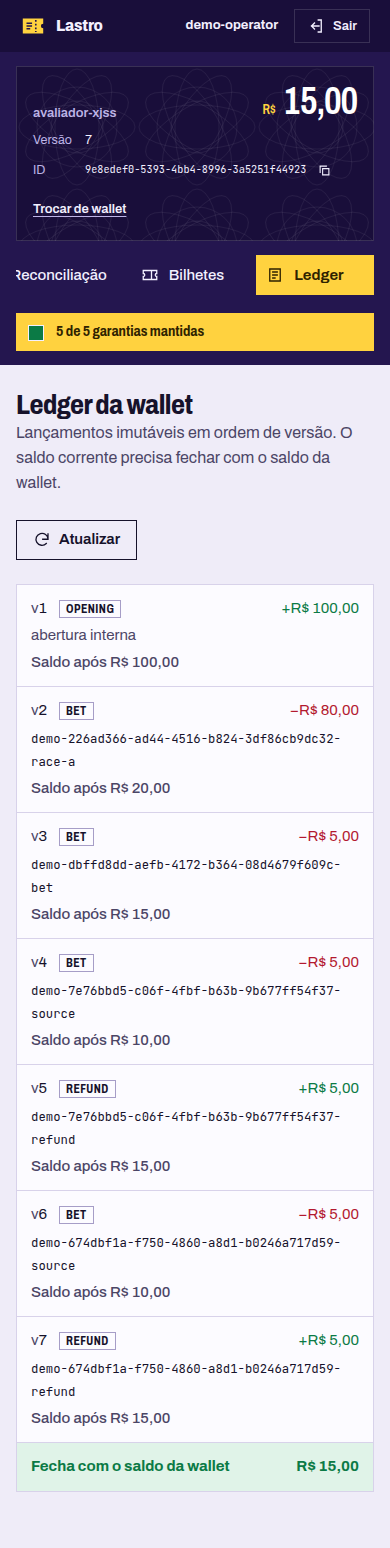 Lastro
demo-operator
Sair
avaliador-xjss
R$ 15,00
Versão 7
ID 9e8edef0-5393-4bb4-8996-3a5251f44923
Trocar de wallet
Reconciliação
Bilhetes
Ledger
5 de 5 garantias mantidas
Ledger da wallet
Lançamentos imutáveis em ordem de versão. O
saldo corrente precisa fechar com o saldo da
wallet.
Atualizar
v1 OPENING +R$ 100,00
abertura interna
Saldo após R$ 100,00
v2 BET −R$ 80,00
demo-226ad366-ad44-4516-b824-3df86cb9dc32-
race-a
Saldo após R$ 20,00
v3 BET −R$ 5,00
demo-dbffd8dd-aefb-4172-b364-08d4679f609c-
bet
Saldo após R$ 15,00
v4 BET −R$ 5,00
demo-7e76bbd5-c06f-4fbf-b63b-9b677ff54f37-
source
Saldo após R$ 10,00
v5 REFUND +R$ 5,00
demo-7e76bbd5-c06f-4fbf-b63b-9b677ff54f37-
refund
Saldo após R$ 15,00
v6 BET −R$ 5,00
demo-674dbf1a-f750-4860-a8d1-b0246a717d59-
source
Saldo após R$ 10,00
v7 REFUND +R$ 5,00
demo-674dbf1a-f750-4860-a8d1-b0246a717d59-
refund
Saldo após R$ 15,00
Fecha com o saldo da wallet R$ 15,00